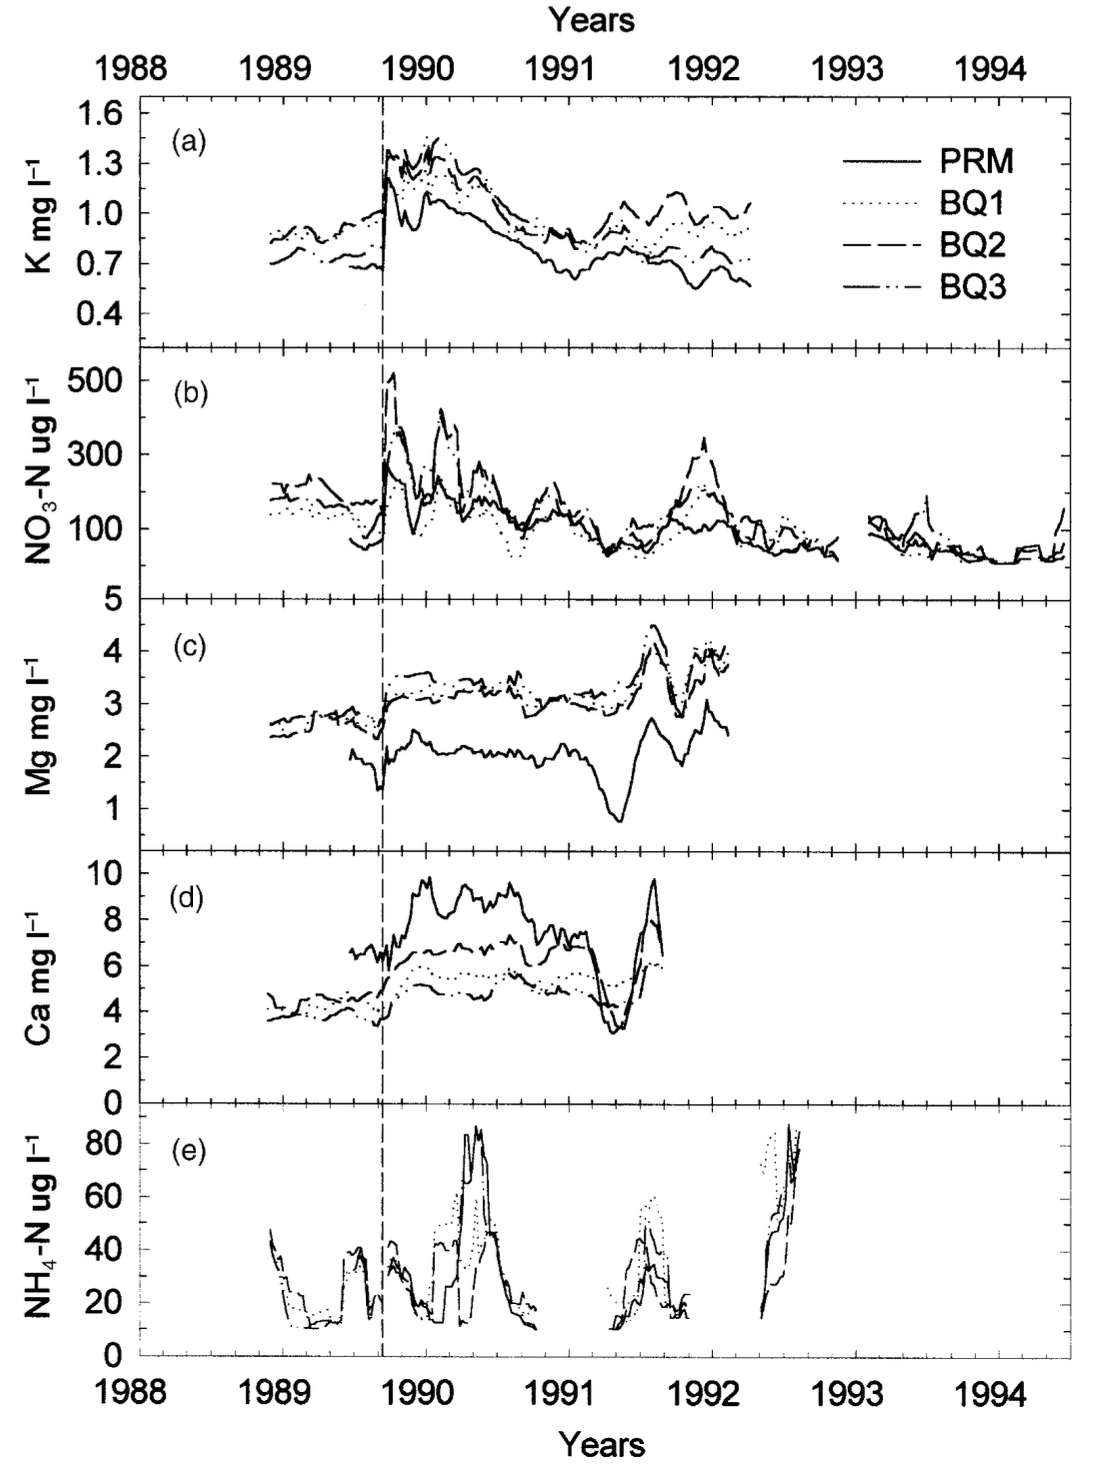 Years
1988 1989 1990 1991 1992 1993 1994
1.6
1.3
1.0
0.7
0.4
K mg l⁻¹
(a)
PRM
BQ1
BQ2
BQ3
500
300
100
NO₃-N ug l⁻¹
(b)
5
4
3
2
1
Mg mg l⁻¹
(c)
10
8
6
4
2
0
Ca mg l⁻¹
(d)
80
60
40
20
0
NH₄-N ug l⁻¹
(e)
1988 1989 1990 1991 1992 1993 1994
Years